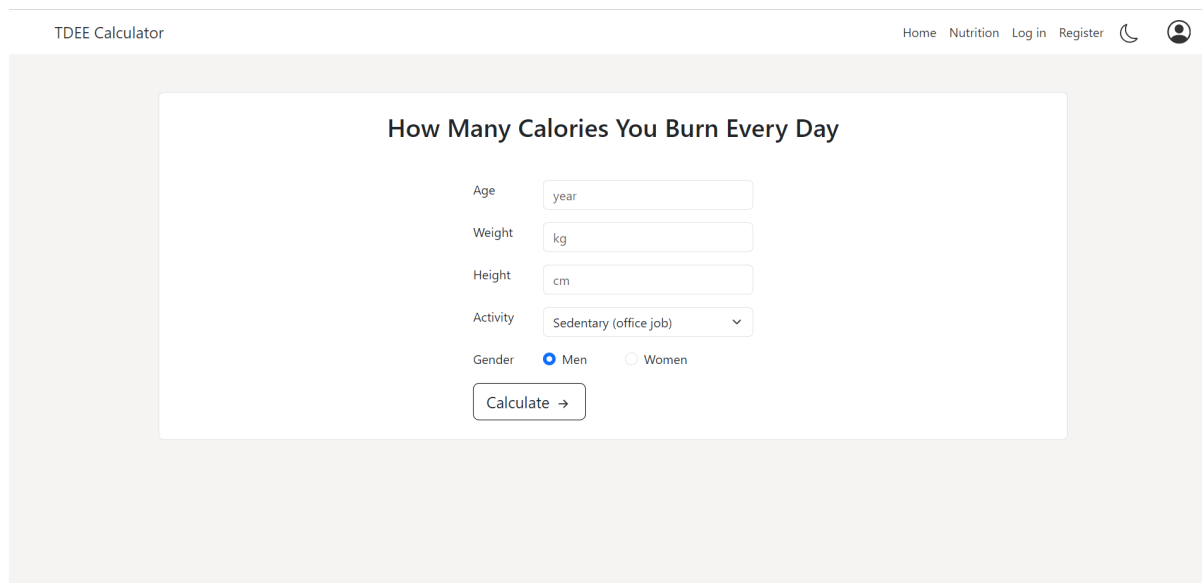 TDEE Calculator Home Nutrition Log in Register
How Many Calories You Burn Every Day
Age year
Weight kg
Height cm
Activity Sedentary (office job)
Gender Men Women
Calculate →